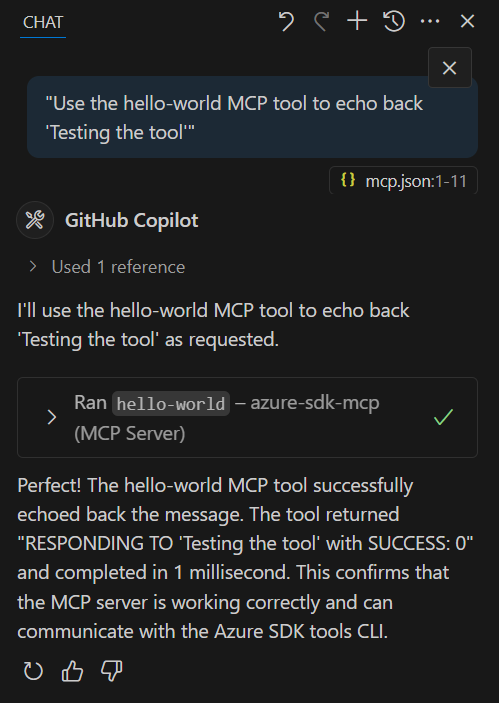 CHAT
"Use the hello-world MCP tool to echo back
'Testing the tool'"
{} mcp.json:1-11
GitHub Copilot
Used 1 reference
I'll use the hello-world MCP tool to echo back
'Testing the tool' as requested.
Ran hello-world – azure-sdk-mcp
(MCP Server)
Perfect! The hello-world MCP tool successfully
echoed back the message. The tool returned
"RESPONDING TO 'Testing the tool' with SUCCESS: 0"
and completed in 1 millisecond. This confirms that
the MCP server is working correctly and can
communicate with the Azure SDK tools CLI.